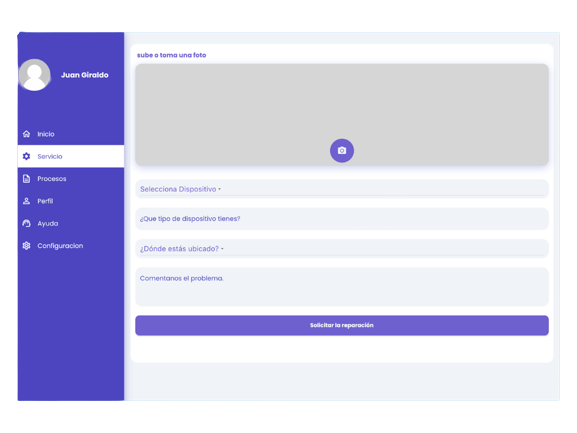 Juan Giraldo
Inicio
Servicio
Procesos
Perfil
Ayuda
Configuracion
sube o toma una foto
Selecciona Dispositivo
¿Que tipo de dispositivo tienes?
¿Dónde estás ubicado?
Comentanos el problema.
Solicitar la reparación